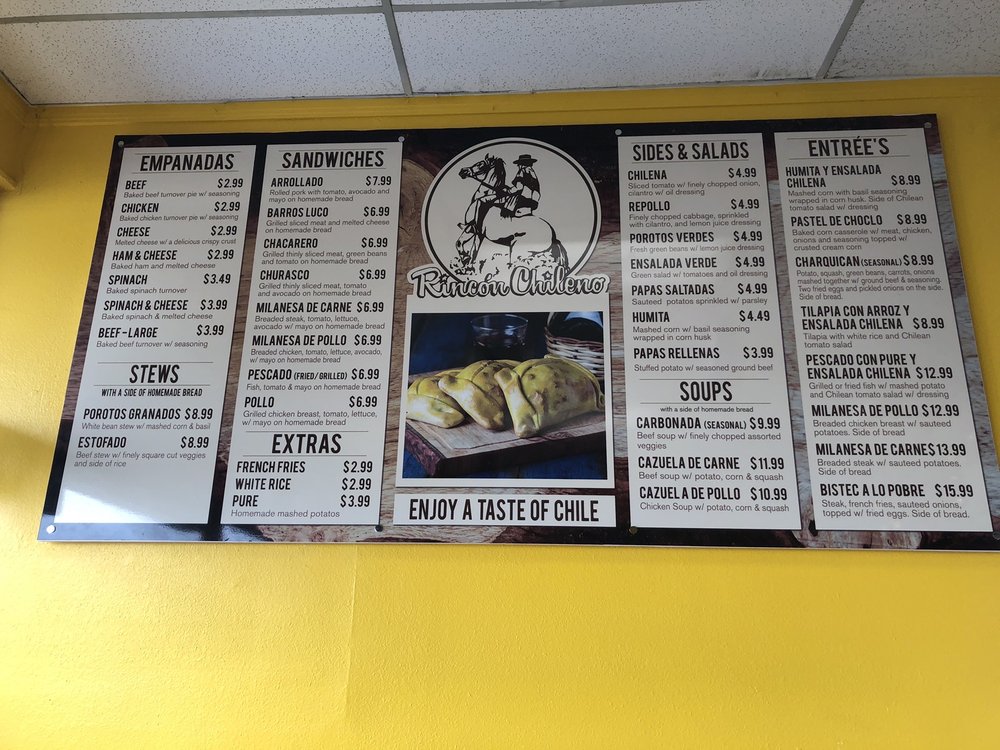 EMPANADAS
BEEF $2.99
Baked beef turnover pie w/ seasoning
CHICKEN $2.99
Baked chicken turnover pie w/ seasoning
CHEESE $2.99
Melted cheese w/ a delicious crispy crust
HAM & CHEESE $2.99
Baked ham and melted cheese
SPINACH $3.49
Baked spinach turnover
SPINACH & CHEESE $3.99
Baked spinach & melted cheese
BEEF-LARGE $3.99
Baked beef turnover w/ seasoning
STEWS
WITH A SIDE OF HOMEMADE BREAD
POROTOS GRANADOS $8.99
White bean stew w/ mashed corn & basil
ESTOFADO $8.99
Beef stew w/ finely square cut veggies
and side of rice
SANDWICHES
ARROLLADO $7.99
Rolled pork with tomato, avocado and
mayo on homemade bread
BARROS LUCO $6.99
Grilled sliced meat and melted cheese
on homemade bread
CHACARERO $6.99
Grilled thinly sliced meat, green beans
and tomato on homemade bread
CHURASCO $6.99
Grilled thinly sliced meat, tomato
and avocado on homemade bread
MILANESA DE CARNE $6.99
Breaded steak, tomato, lettuce,
avocado w/ mayo on homemade bread
MILANESA DE POLLO $6.99
Breaded chicken, tomato, lettuce, avocado,
w/ mayo on homemade bread
PESCADO (FRIED/GRILLED) $6.99
Fish, tomato & mayo on homemade bread
POLLO $6.99
Grilled chicken breast, tomato, lettuce,
w/ mayo on homemade bread
EXTRAS
FRENCH FRIES $2.99
WHITE RICE $2.99
PURE $3.99
Homemade mashed potatos
Rincón Chileno
ENJOY A TASTE OF CHILE
SIDES & SALADS
CHILENA $4.99
Sliced tomato w/ finely chopped onion,
cilantro w/ oil dressing
REPOLLO $4.99
Finely chopped cabbage, sprinkled
with cilantro, and lemon juice dressing
POROTOS VERDES $4.99
Fresh green beans w/ lemon juice dressing
ENSALADA VERDE $4.99
Green salad w/ tomatoes and oil dressing
PAPAS SALTADAS $4.99
Sauteed potatos sprinkled w/ parsley
HUMITA $4.49
Mashed corn w/ basil seasoning
wrapped in corn husk
PAPAS RELLENAS $3.99
Stuffed potato w/ seasoned ground beef
SOUPS
with a side of homemade bread
CARBONADA (SEASONAL) $9.99
Beef soup w/ finely chopped assorted
veggies
CAZUELA DE CARNE $11.99
Beef soup w/ potato, corn & squash
CAZUELA DE POLLO $10.99
Chicken Soup w/ potato, corn & squash
ENTRÉE'S
HUMITA Y ENSALADA
CHILENA $8.99
Mashed corn with basil seasoning
wrapped in corn husk. Side of Chilean
tomato salad w/ dressing
PASTEL DE CHOCLO $8.99
Baked corn casserole w/ meat, chicken,
onions and seasoning topped w/
crusted cream corn
CHARQUICAN (SEASONAL) $8.99
Potato, squash, green beans, carrots, onions
mashed together w/ ground beef & seasoning.
Two fried eggs and pickled onions on the side.
Side of bread.
TILAPIA CON ARROZ Y
ENSALADA CHILENA $8.99
Tilapia with white rice and Chilean
tomato salad
PESCADO CON PURE Y
ENSALADA CHILENA $12.99
Grilled or fried fish w/ mashed potato
and Chilean tomato salad w/ dressing
MILANESA DE POLLO $12.99
Breaded chicken breast w/ sauteed
potatoes. Side of bread
MILANESA DE CARNE $13.99
Breaded steak w/ sauteed potatoes.
Side of bread
BISTEC A LO POBRE $15.99
Steak, french fries, sauteed onions,
topped w/ fried eggs. Side of bread.